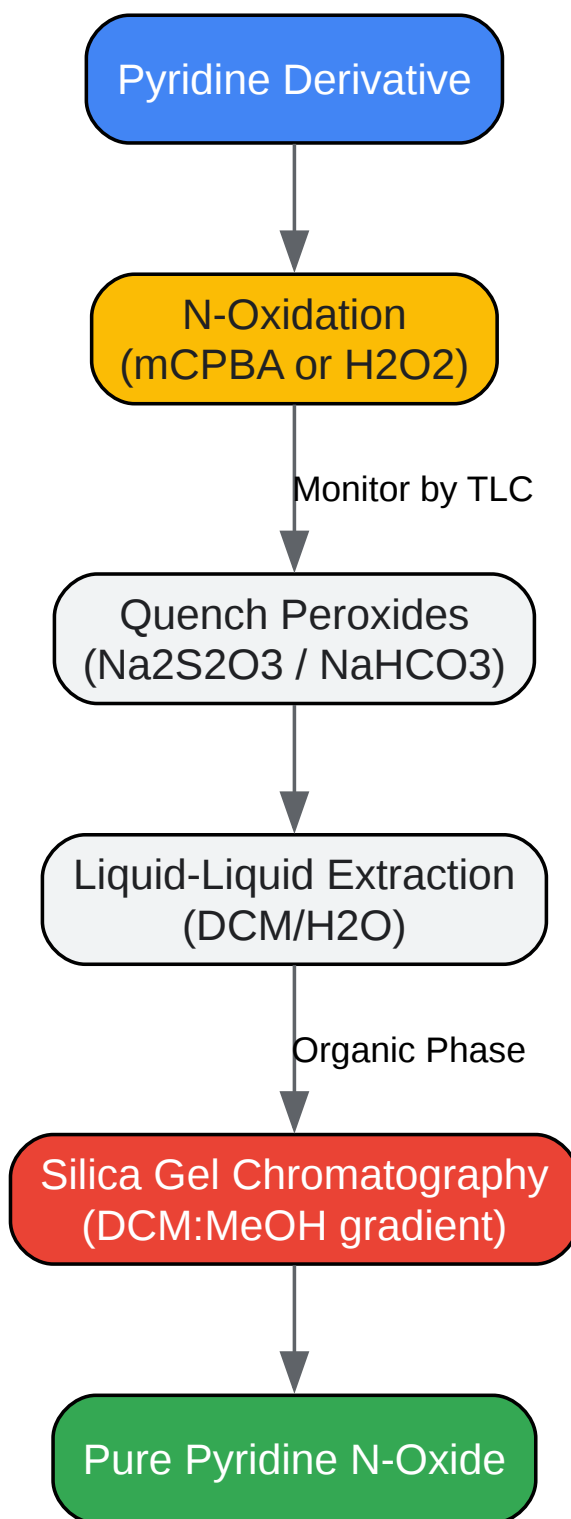 Pyridine Derivative
N-Oxidation
(mCPBA or H2O2)
Monitor by TLC
Quench Peroxides
(Na2S2O3 / NaHCO3)
Liquid-Liquid Extraction
(DCM/H2O)
Organic Phase
Silica Gel Chromatography
(DCM:MeOH gradient)
Pure Pyridine N-Oxide